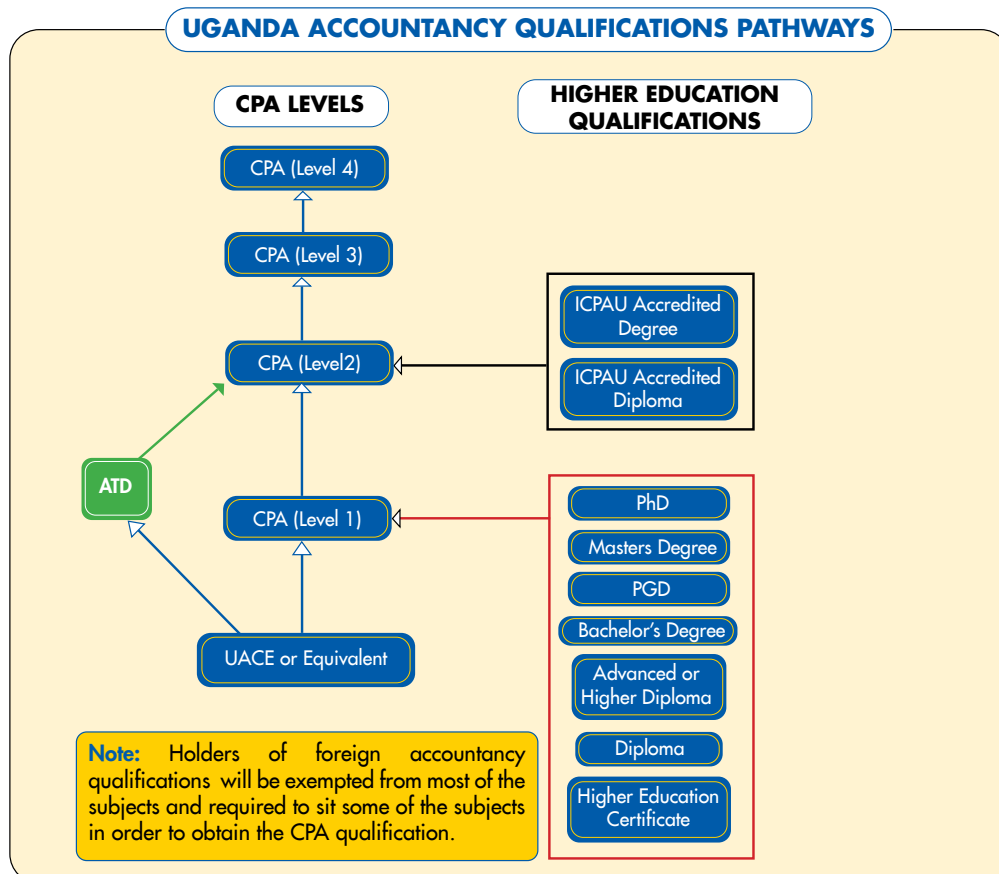 UGANDA ACCOUNTANCY QUALIFICATIONS PATHWAYS
CPA LEVELS
HIGHER EDUCATION
QUALIFICATIONS
CPA (Level 4)
CPA (Level 3)
ICPAU Accredited
Degree
CPA (Level2)
ICPAU Accredited
Diploma
ATD
CPA (Level 1)
PhD
Masters Degree
PGD
Bachelor's Degree
UACE or Equivalent
Advanced or
Higher Diploma
Diploma
Higher Education
Certificate
Note: Holders of foreign accountancy
qualifications will be exempted from most of the
subjects and required to sit some of the subjects
in order to obtain the CPA qualification.